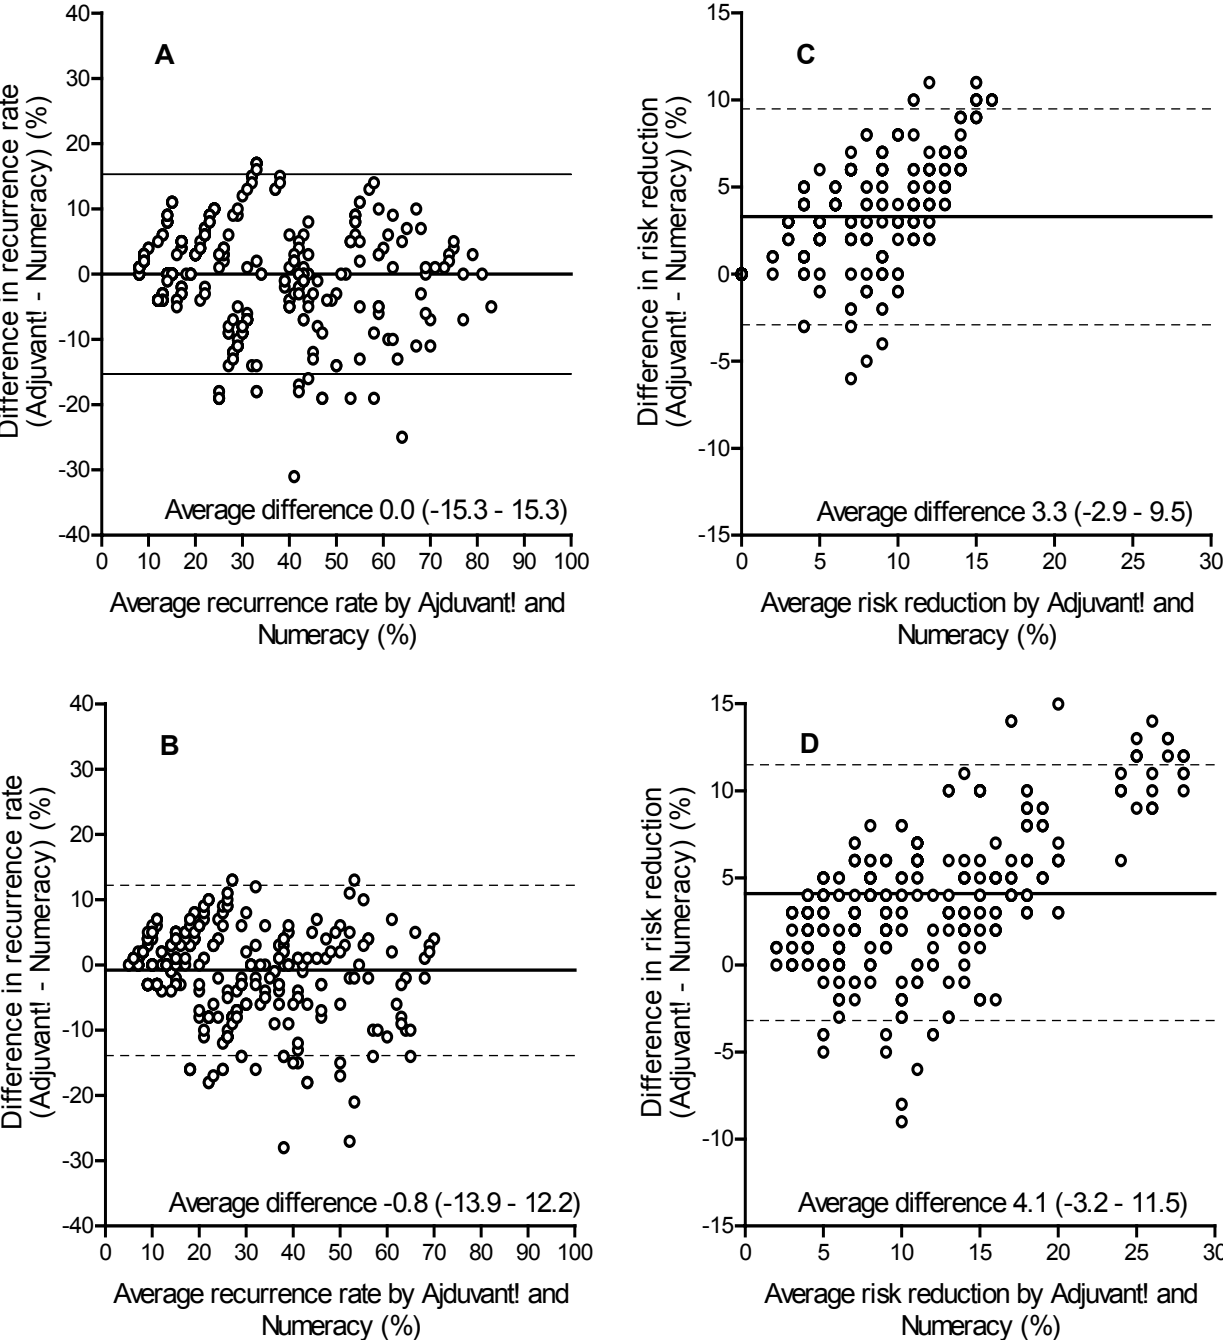 A
Difference in recurrence rate
(Adjuvant! - Numeracy) (%)
40
30
20
10
0
-10
-20
-30
-40
Average difference 0.0 (-15.3 - 15.3)
0 10 20 30 40 50 60 70 80 90 100
Average recurrence rate by Ajduvant! and
Numeracy (%)
C
Difference in risk reduction
(Adjuvant! - Numeracy) (%)
15
10
5
0
-5
-10
-15
Average difference 3.3 (-2.9 - 9.5)
0 5 10 15 20 25 30
Average risk reduction by Adjuvant! and
Numeracy (%)
B
Difference in recurrence rate
(Adjuvant! - Numeracy) (%)
40
30
20
10
0
-10
-20
-30
-40
Average difference -0.8 (-13.9 - 12.2)
0 10 20 30 40 50 60 70 80 90 100
Average recurrence rate by Ajduvant! and
Numeracy (%)
D
Difference in risk reduction
(Adjuvant! - Numeracy) (%)
15
10
5
0
-5
-10
-15
Average difference 4.1 (-3.2 - 11.5)
0 5 10 15 20 25 30
Average risk reduction by Adjuvant! and
Numeracy (%)